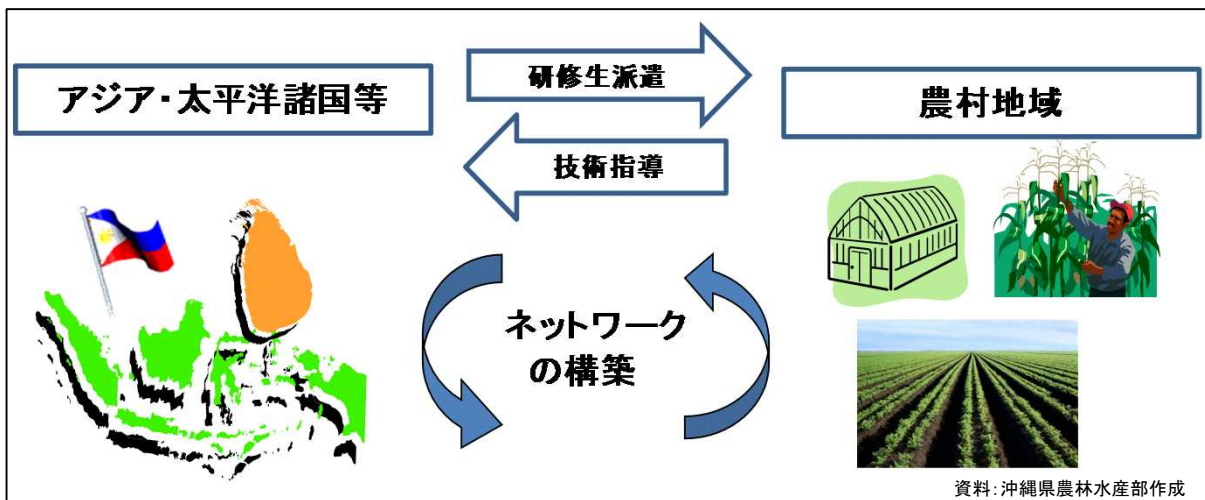 アジア・太平洋諸国等
研修生派遣
技術指導
農村地域
ネットワーク
の構築
資料:沖縄県農林水産部作成